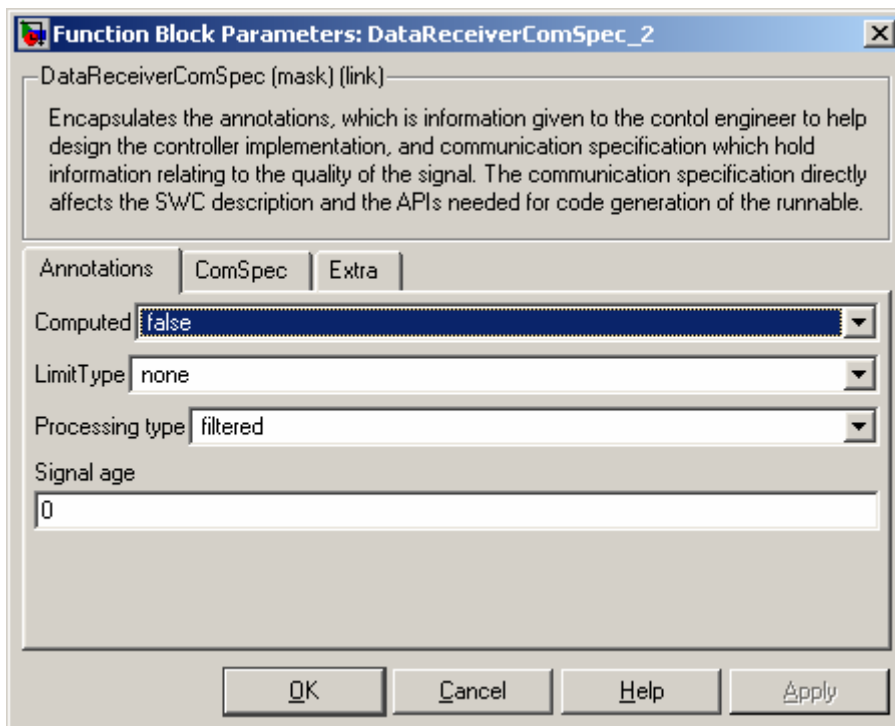 Function Block Parameters: DataReceiverComSpec_2
DataReceiverComSpec (mask) (link)
Encapsulates the annotations, which is information given to the contol engineer to help
design the controller implementation, and communication specification which hold
information relating to the quality of the signal. The communication specification directly
affects the SWC description and the APIs needed for code generation of the runnable.
Annotations ComSpec Extra
Computed false
LimitType none
Processing type filtered
Signal age
0
OK Cancel Help Apply